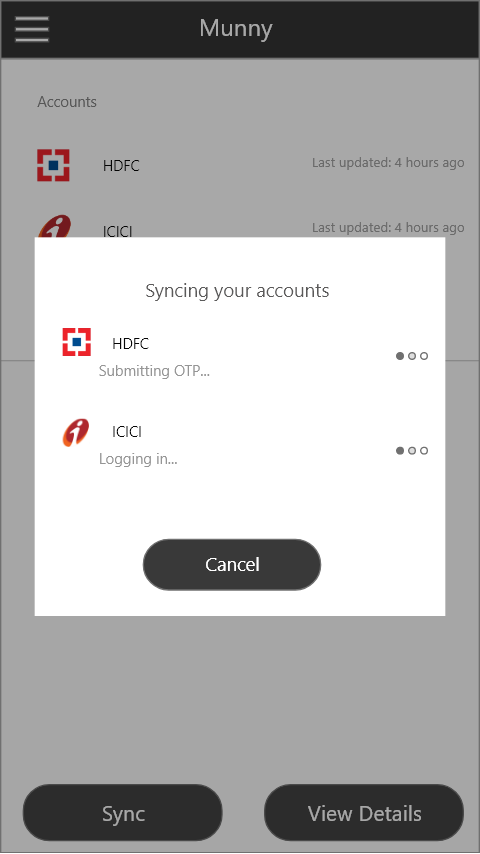 Munny
Accounts
HDFC
Last updated: 4 hours ago
ICICI
Last updated: 4 hours ago
Syncing your accounts
HDFC
Submitting OTP...
ICICI
Logging in...
Cancel
Sync
View Details